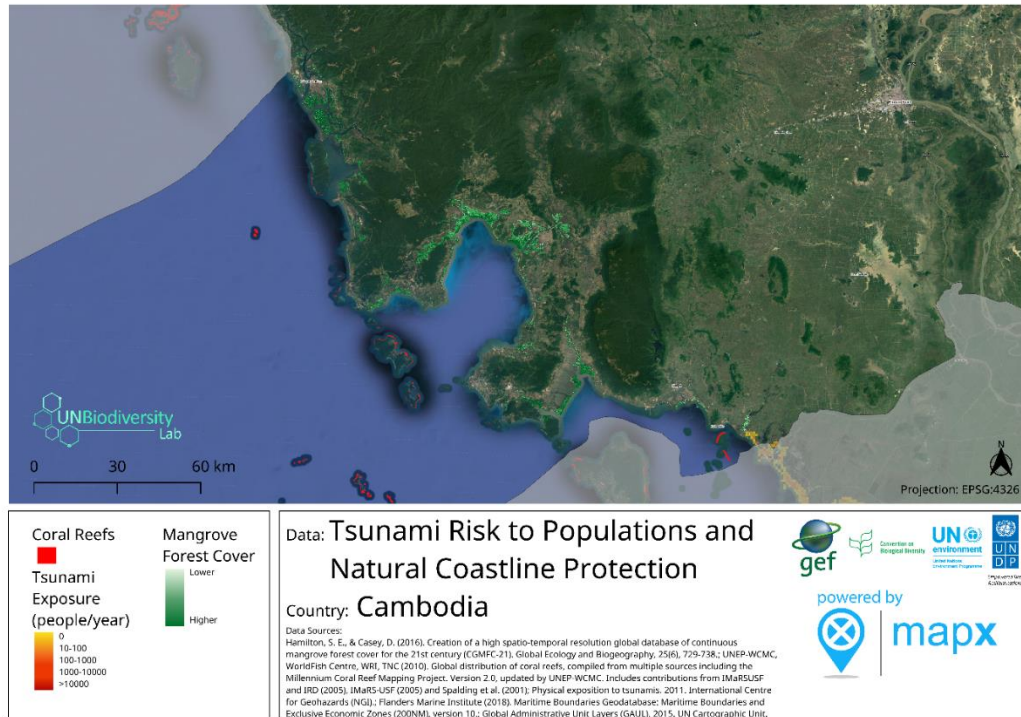 UNBiodiversity
Lab
0 30 60 km
N
Projection: EPSG:4326
Coral Reefs
Tsunami
Exposure
(people/year)
0
10-100
100-1000
1000-10000
>10000
Mangrove
Forest Cover
Lower
Higher
Data: Tsunami Risk to Populations and
Natural Coastline Protection
Country: Cambodia
Data Sources:
Hamilton, S. E., & Casey, D. (2016). Creation of a high spatio-temporal resolution global database of continuous
mangrove forest cover for the 21st century (CGMFC-21). Global Ecology and Biogeography, 25(6), 729-738.; UNEP-WCMC,
WorldFish Centre, WRI, TNC (2010). Global distribution of coral reefs, compiled from multiple sources including the
Millennium Coral Reef Mapping Project. Version 2.0, updated by UNEP-WCMC. Includes contributions from IMaRSUSF
and IRD (2005), IMaRS-USF (2005) and Spalding et al. (2001); Physical exposition to tsunamis. 2011. International Centre
for Geohazards (NGI).; Flanders Marine Institute (2018). Maritime Boundaries Geodatabase: Maritime Boundaries and
Exclusive Economic Zones (200NM), version 10.; Global Administrative Unit Layers (GAUL), 2015, UN Cartographic Unit.
gef
Convention on
Biological Diversity
UN
environment
United Nations
Environment Programme
U N
D P
powered by
mapx